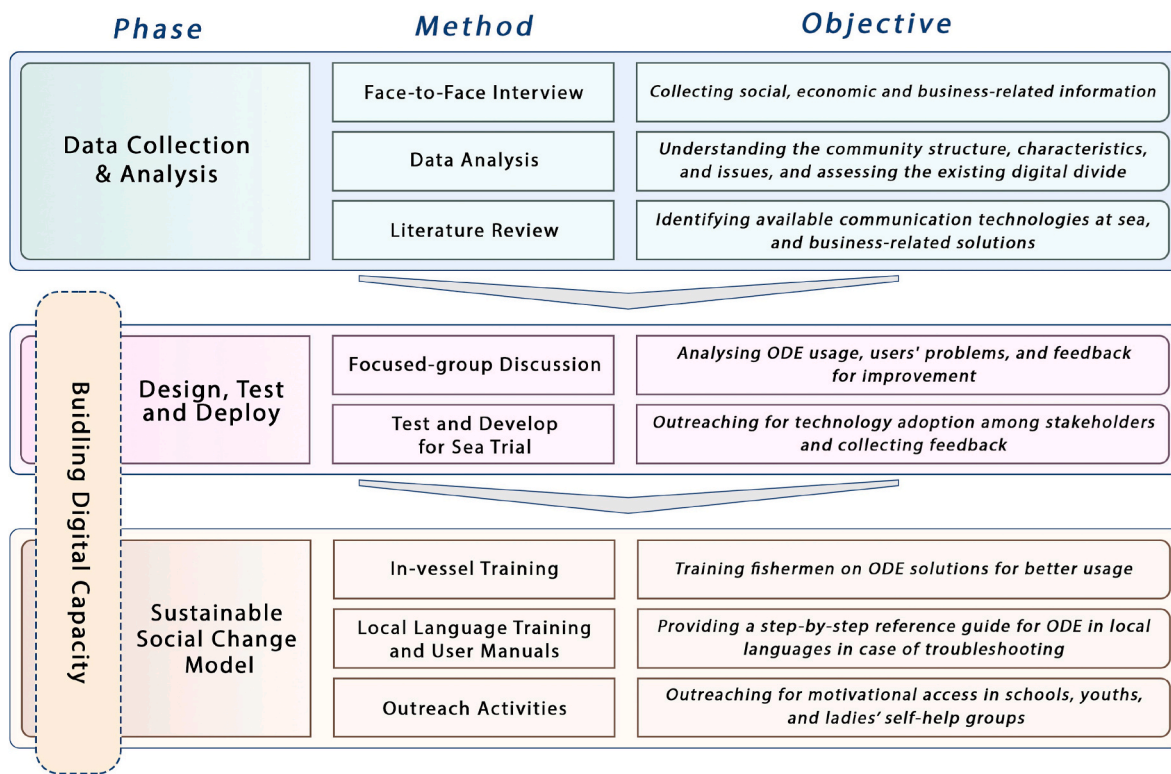 Phase Method Objective
Data Collection
& Analysis
Face-to-Face Interview
Collecting social, economic and business-related information
Data Analysis
Understanding the community structure, characteristics,
and issues, and assessing the existing digital divide
Literature Review
Identifying available communication technologies at sea,
and business-related solutions
Buidling Digital Capacity
Design, Test
and Deploy
Focused-group Discussion
Analysing ODE usage, users' problems, and feedback
for improvement
Test and Develop
for Sea Trial
Outreaching for technology adoption among stakeholders
and collecting feedback
Sustainable
Social Change
Model
In-vessel Training
Training fishermen on ODE solutions for better usage
Local Language Training
and User Manuals
Providing a step-by-step reference guide for ODE in local
languages in case of troubleshooting
Outreach Activities
Outreaching for motivational access in schools, youths,
and ladies’ self-help groups